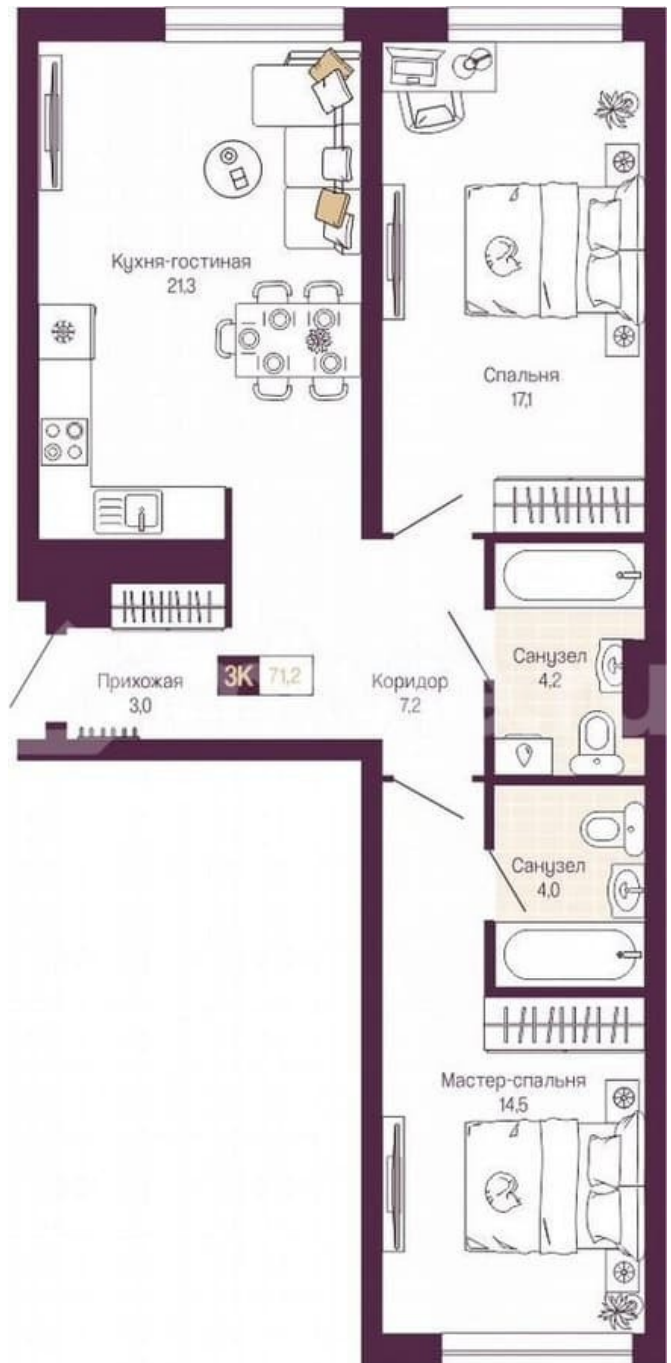 Кухня-гостиная
21,3
Спальня
17,1
Прихожая
3,0
3К 71,2
Коридор
7,2
Санузел
4,2
Санузел
4,0
Мастер-спальня
14,5